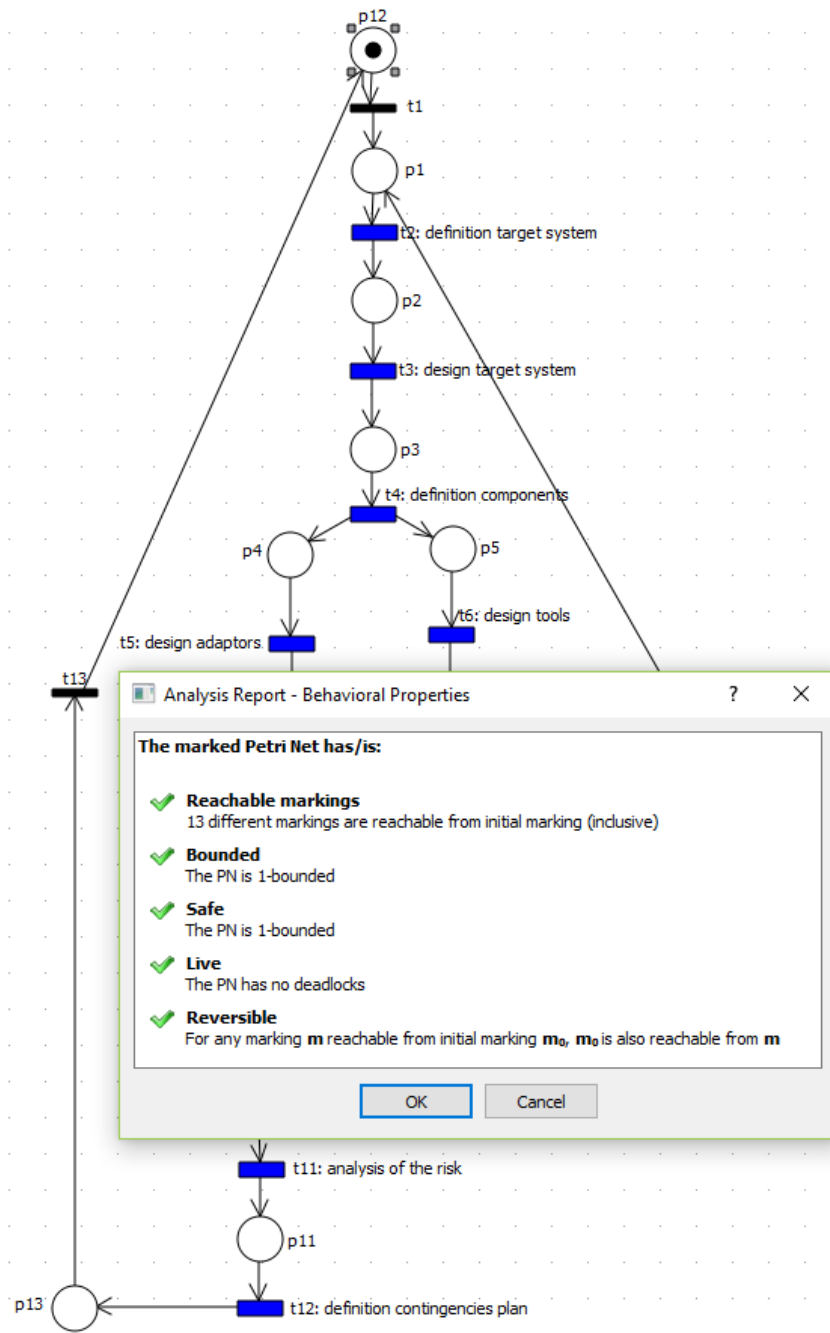 p12
t1
p1
t2: definition target system
p2
t3: design target system
p3
t4: definition components
p4
p5
t6: design tools
t5: design adaptors
t13
Analysis Report - Behavioral Properties
?
The marked Petri Net has/is:
Reachable markings
13 different markings are reachable from initial marking (inclusive)
Bounded
The PN is 1-bounded
Safe
The PN is 1-bounded
Live
The PN has no deadlocks
Reversible
For any marking m reachable from initial marking m₀, m₀ is also reachable from m
OK
Cancel
t11: analysis of the risk
p11
p13
t12: definition contingencies plan